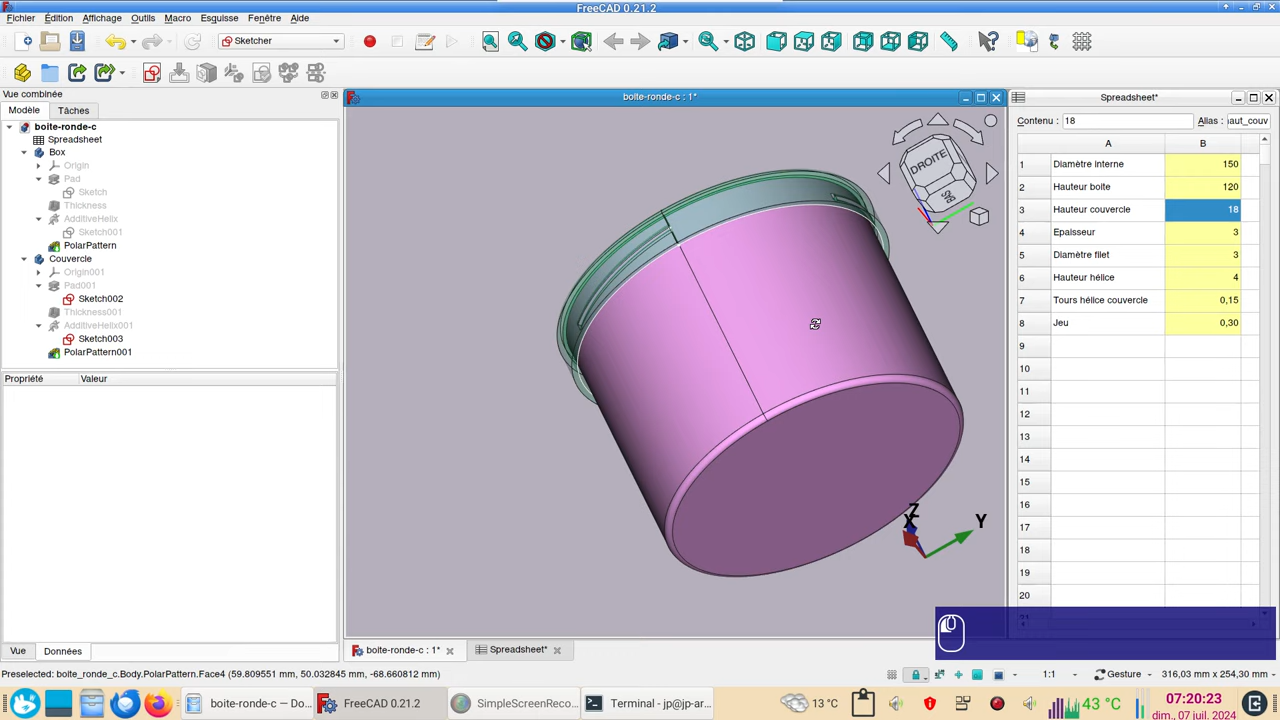 FreeCAD 0.21.2
Fichier Édition Affichage Outils Macro Esquisse Fenêtre Aide
Sketcher
Vue combinée
Modèle Tâches
boite-ronde-c
Spreadsheet
Box
Origin
Pad
Sketch
Thickness
AdditiveHelix
Sketch001
PolarPattern
Couvercle
Origin001
Pad001
Sketch002
Thickness001
AdditiveHelix001
Sketch003
PolarPattern001
Propriété Valeur
Vue Données
boite-ronde-c : 1*
DROITE
Z
X
Y
boite-ronde-c : 1* Spreadsheet*
Spreadsheet*
Contenu : 18 Alias :
A B
1 Diamètre interne 150
2 Hauteur boite 120
3 Hauteur couvercle 18
4 Epaisseur 3
5 Diamètre filet 3
6 Hauteur hélice 4
7 Tours hélice couvercle 0,15
8 Jeu 0,30
9
10
11
12
13
14
15
16
17
18
19
20
Preselected: boite_ronde_c.Body.PolarPattern.Face4 (59.809551 mm, 50.032845 mm, -68.660812 mm)
1:1 Gesture 316,03 mm x 254,30 mm
boite-ronde-c — Do... FreeCAD 0.21.2 SimpleScreenReco... Terminal - jp@jp-ar... 13 °C 43 °C 07:20:23
dim., 07 juil. 2024